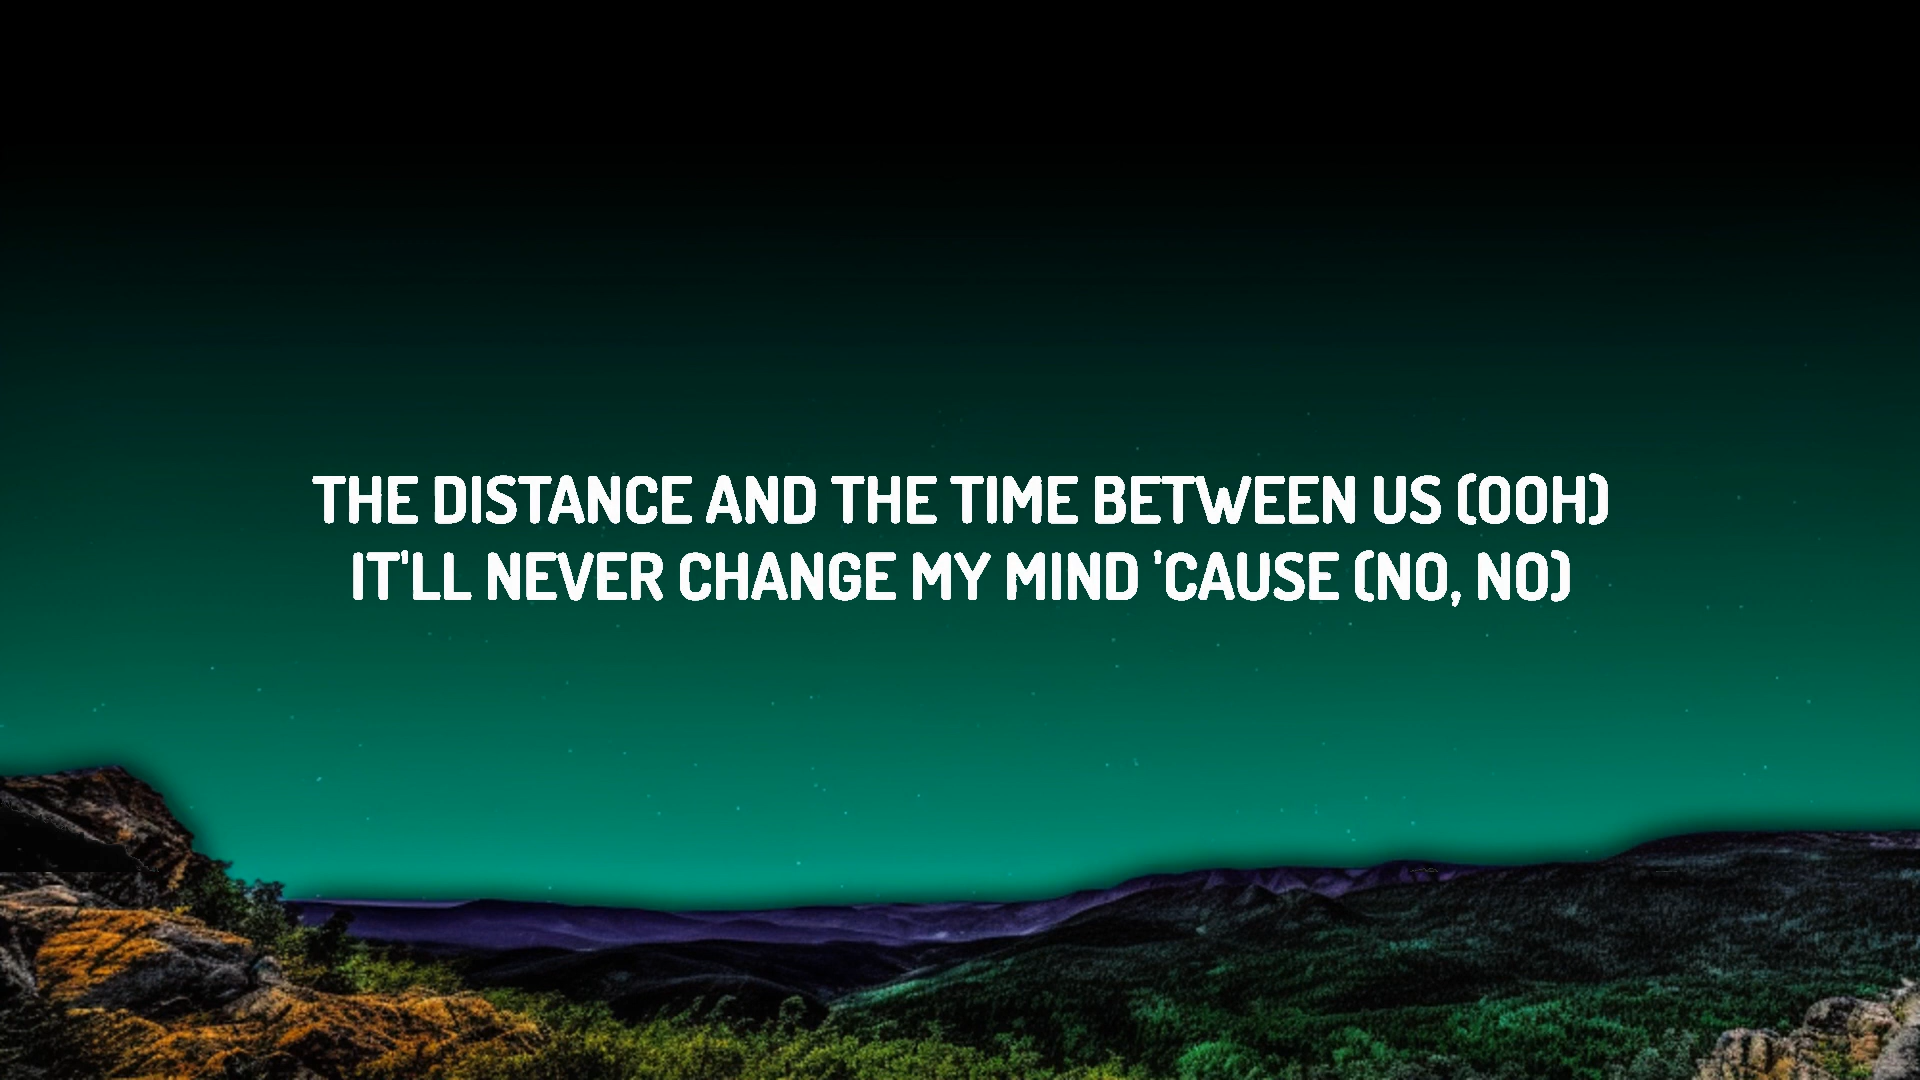 THE DISTANCE AND THE TIME BETWEEN US (OOH)
IT'LL NEVER CHANGE MY MIND 'CAUSE (NO, NO)